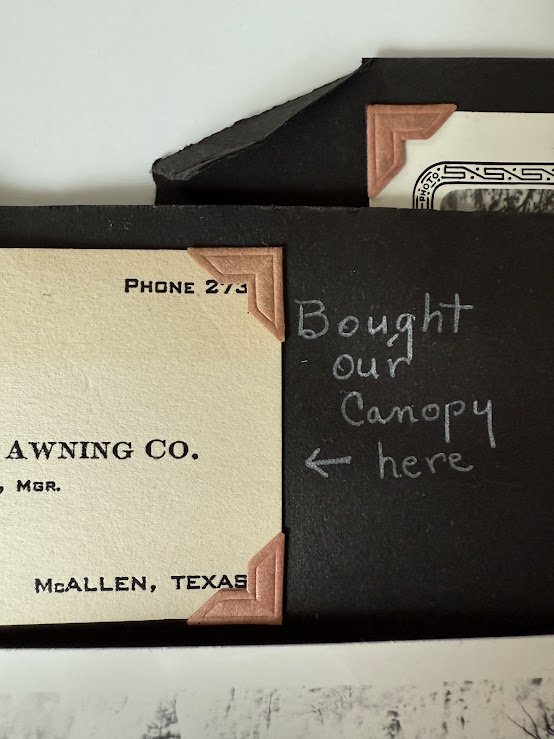 PHOTO
PHONE 273
Bought
our
Canopy
← here
AWNING CO.
, MGR.
McALLEN, TEXAS